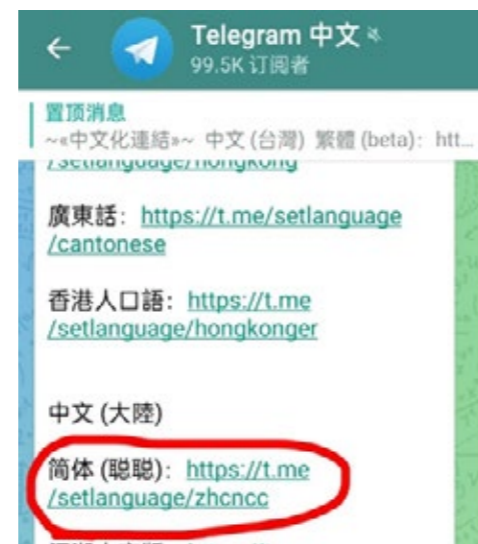 Telegram 中文
99.5K 订阅者
置顶消息
~«中文化連結»~ 中文 (台灣) 繁體 (beta): htt...
/setlanguage/hongkong
廣東話: https://t.me/setlanguage
/cantonese
香港人口語: https://t.me
/setlanguage/hongkonger
中文 (大陸)
简体 (聪聪): https://t.me
/setlanguage/zhcncc